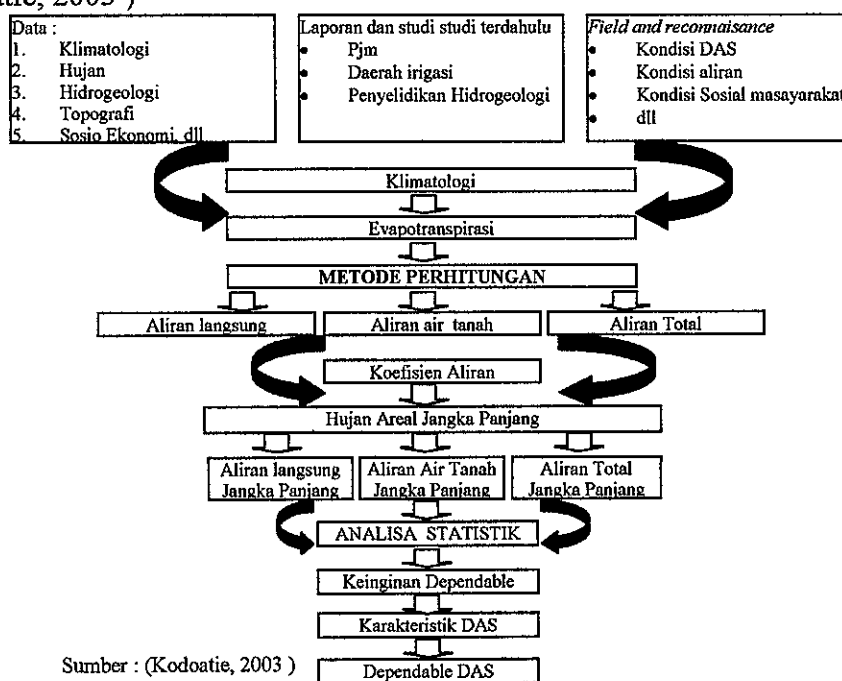 atie, 2003 )
Data :
1. Klimatologi
2. Hujan
3. Hidrogeologi
4. Topografi
5. Sosio Ekonomi, dll
Laporan dan studi studi terdahulu
• Pjm
• Daerah irigasi
• Penyelidikan Hidrogeologi
Field and reconnaisance
• Kondisi DAS
• Kondisi aliran
• Kondisi Sosial masayarakat
• dll
Klimatologi
Evapotranspirasi
METODE PERHITUNGAN
Aliran langsung
Aliran air tanah
Aliran Total
Koefisien Aliran
Hujan Areal Jangka Panjang
Aliran langsung
Jangka Panjang
Aliran Air Tanah
Jangka Panjang
Aliran Total
Jangka Panjang
ANALISA STATISTIK
Keinginan Dependable
Karakteristik DAS
Dependable DAS
Sumber : (Kodoatie, 2003 )